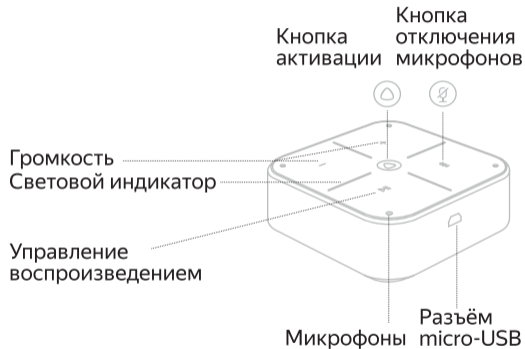 Кнопка
отключения
микрофонов
Кнопка
активации
Громкость
Световой индикатор
Управление
воспроизведением
Микрофоны
Разъём
micro-USB